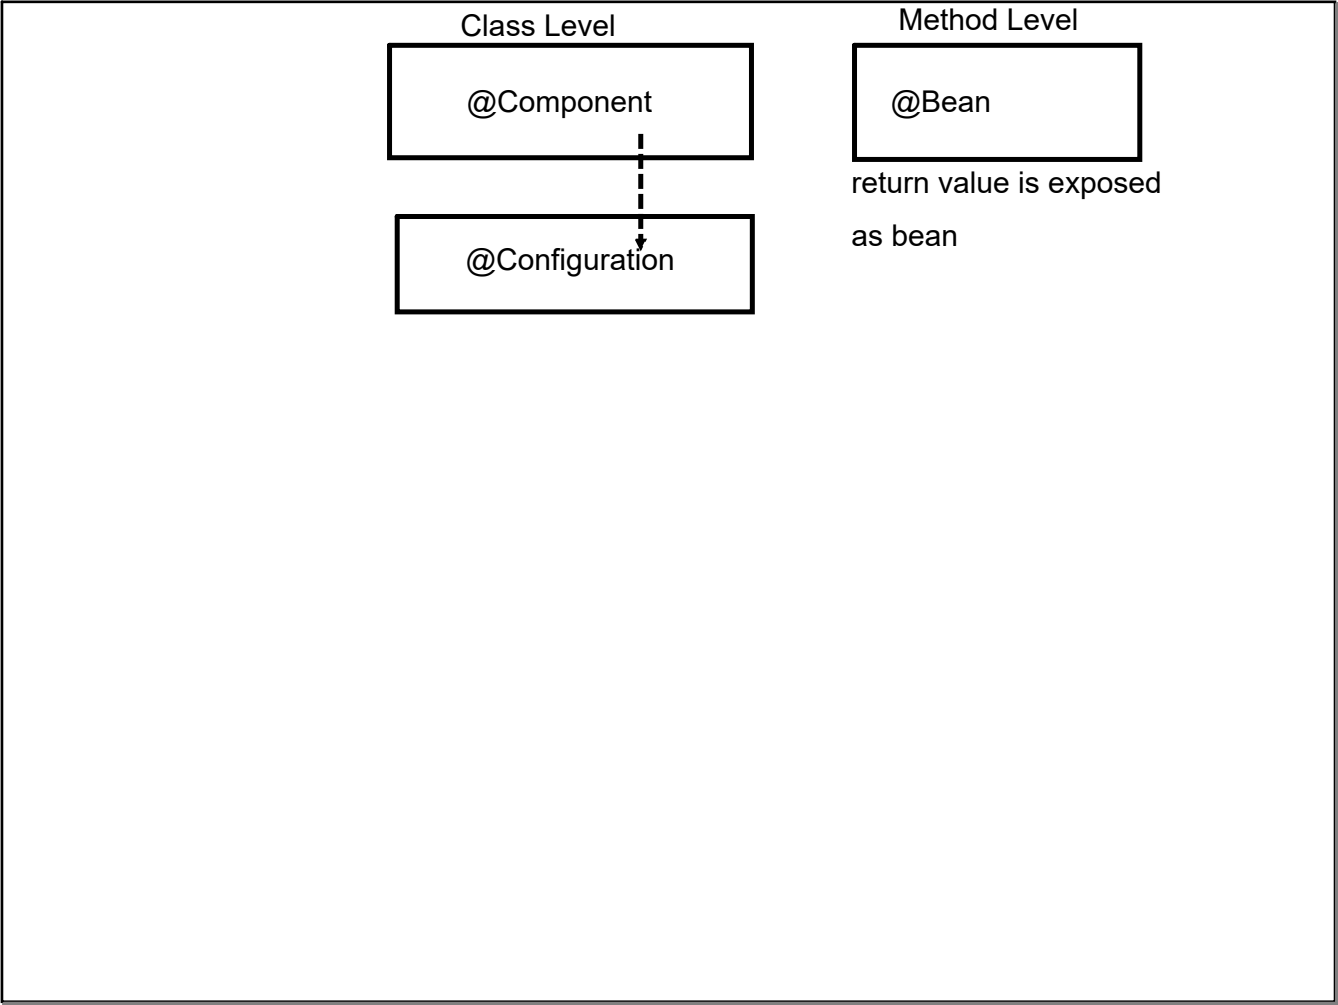 Class Level
@Component
@Configuration
Method Level
@Bean
return value is exposed
as bean